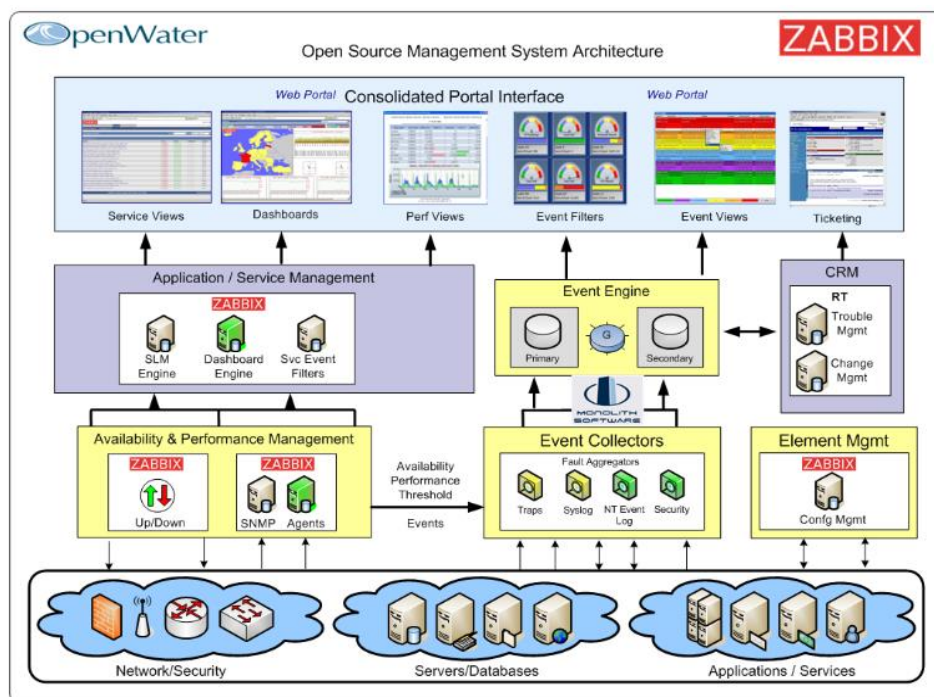 OpenWater
ZABBIX
Open Source Management System Architecture
Web Portal
Consolidated Portal Interface
Web Portal
Service Views
Dashboards
Perf Views
Event Filters
Event Views
Ticketing
Application / Service Management
ZABBIX
SLM
Engine
Dashboard
Engine
Svc Event
Filters
Event Engine
Primary
G
Secondary
CRM
RT
Trouble
Mgmt
Change
Mgmt
MONOLITH
SOFTWARE
Availability & Performance Management
ZABBIX
Up/Down
ZABBIX
SNMP
Agents
Availability
Performance
Threshold
Events
Event Collectors
Fault Aggregators
Traps
Syslog
NT Event
Log
Security
Element Mgmt
ZABBIX
Confg Mgmt
Network/Security
Servers/Databases
Applications / Services